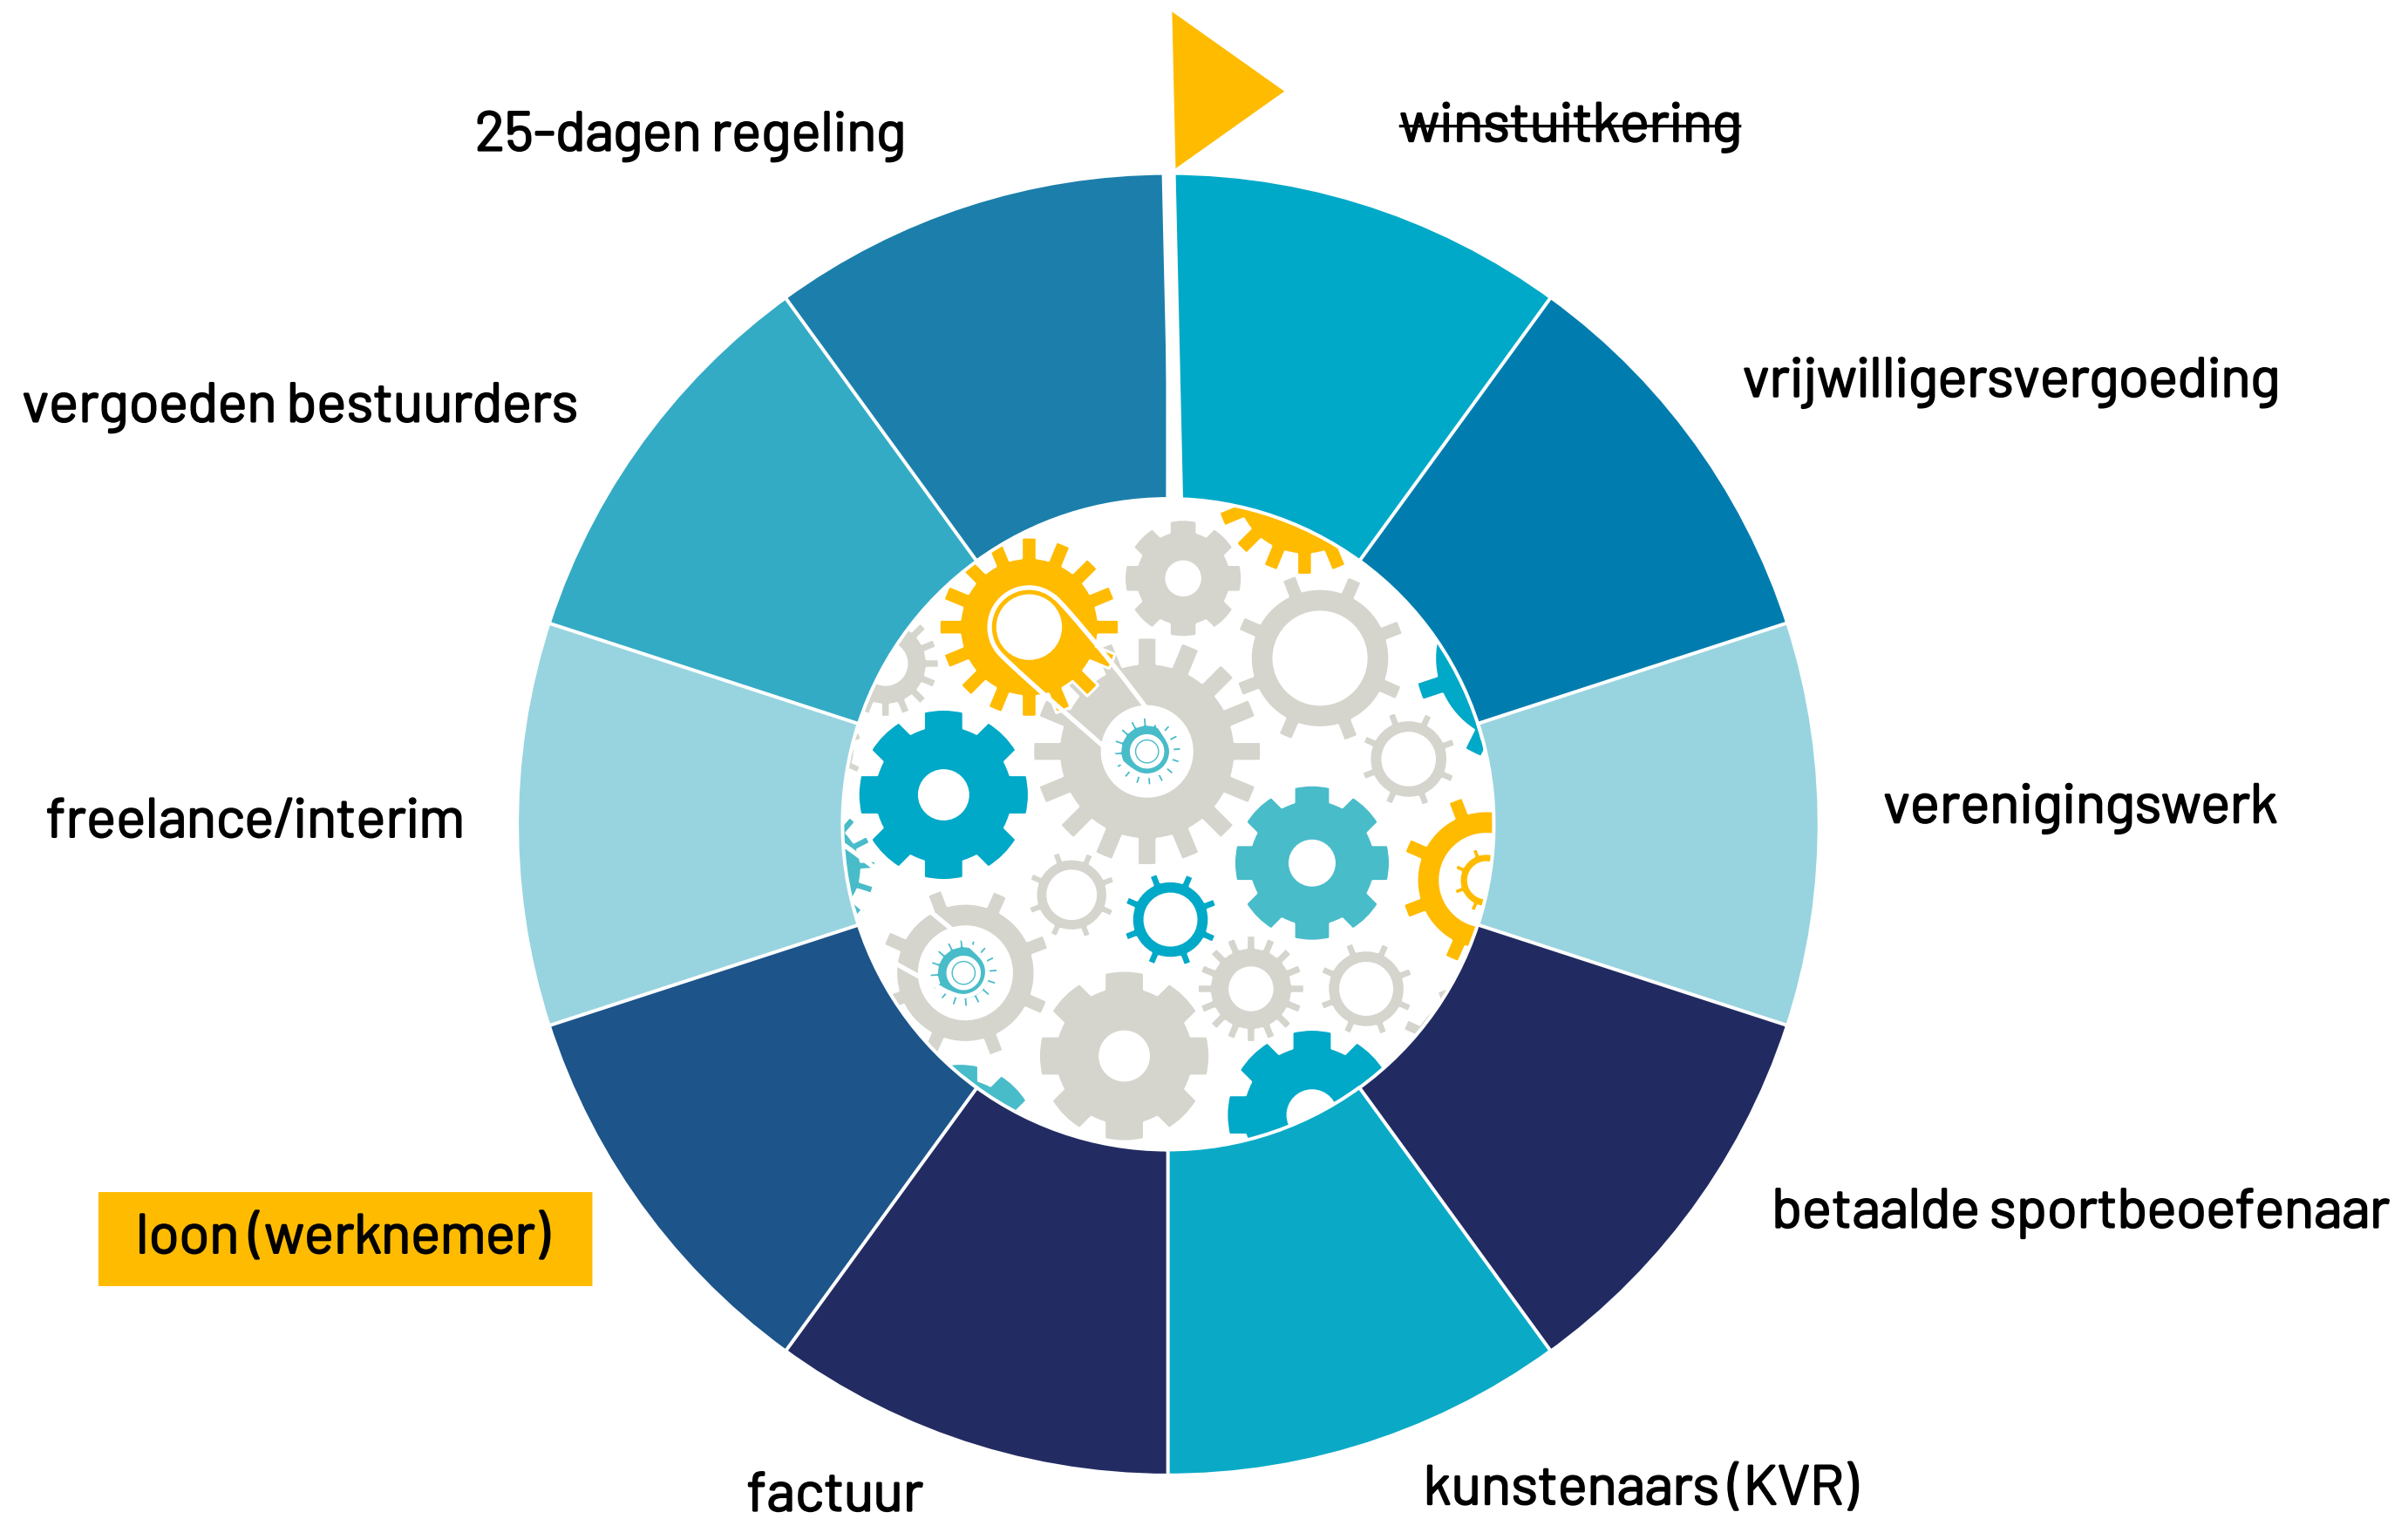 25-dagen regeling
winstuitkering
vergoeden bestuurders
vrijwilligersvergoeding
freelance/interim
verenigingswerk
loon(werknemer)
betaalde sportbeoefenaar
factuur
kunstenaars(KVR)